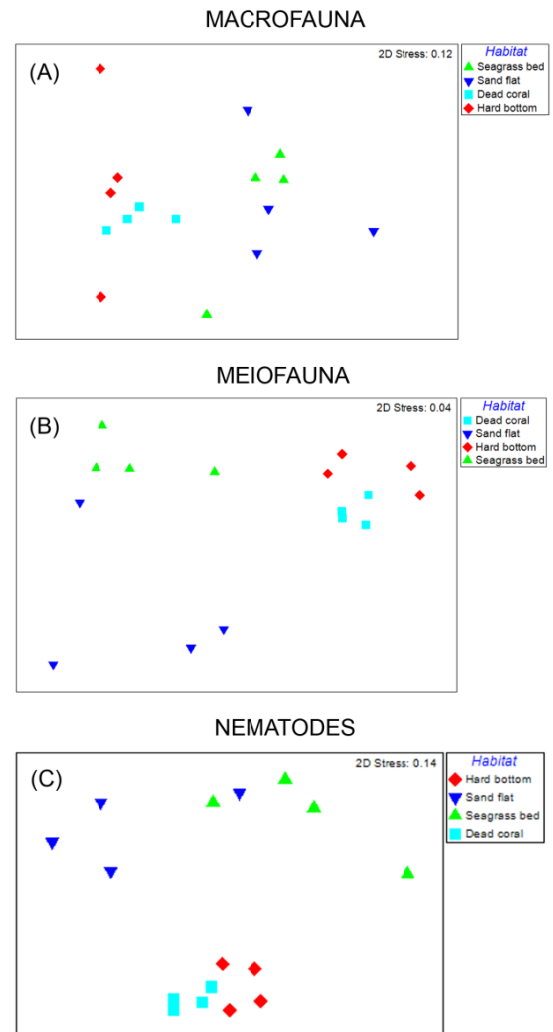 MACROFAUNA
(A)
2D Stress: 0.12
Habitat
Seagrass bed
Sand flat
Dead coral
Hard bottom
MEIOFAUNA
(B)
2D Stress: 0.04
Habitat
Dead coral
Sand flat
Hard bottom
Seagrass bed
NEMATODES
(C)
2D Stress: 0.14
Habitat
Hard bottom
Sand flat
Seagrass bed
Dead coral